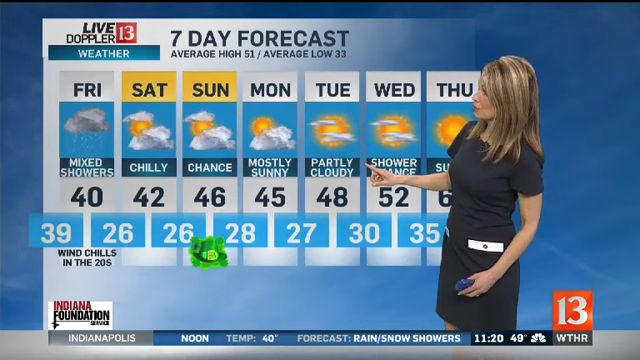 LIVE
DOPPLER 13
WEATHER
7 DAY FORECAST
AVERAGE HIGH 51 / AVERAGE LOW 33
FRI SAT SUN MON TUE WED THU
MIXED SHOWERS CHILLY CHANCE MOSTLY SUNNY PARTLY CLOUDY SHOWER
40 42 46 45 48 52 6
39 26 26 28 27 30 35
WIND CHILLS
IN THE 20S
INDIANA
FOUNDATION
SERVICE
13
INDIANAPOLIS NOON TEMP: 40° FORECAST: RAIN/SNOW SHOWERS 11:20 49° WTHR